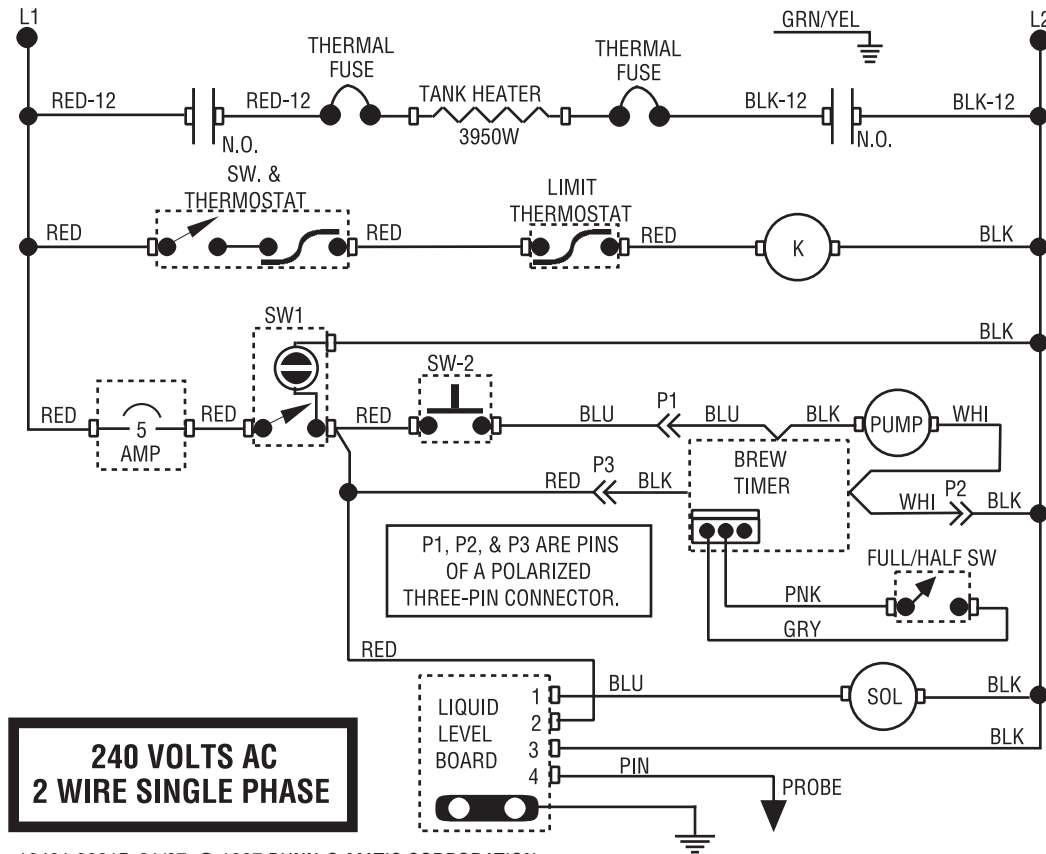 L1
GRN/YEL
L2
THERMAL
FUSE
THERMAL
FUSE
RED-12
RED-12
TANK HEATER
3950W
BLK-12
BLK-12
N.O.
N.O.
SW. &
THERMOSTAT
LIMIT
THERMOSTAT
RED
RED
RED
K
BLK
SW1
BLK
SW-2
RED
5
AMP
RED
RED
BLU
P1
BLU
BLK
PUMP
WHI
BREW
TIMER
RED
P3
BLK
WHI
P2
BLK
P1, P2, & P3 ARE PINS
OF A POLARIZED
THREE-PIN CONNECTOR.
FULL/HALF SW
PNK
GRY
RED
LIQUID
LEVEL
BOARD
1
2
3
4
BLU
SOL
BLK
BLK
PIN
PROBE
240 VOLTS AC
2 WIRE SINGLE PHASE